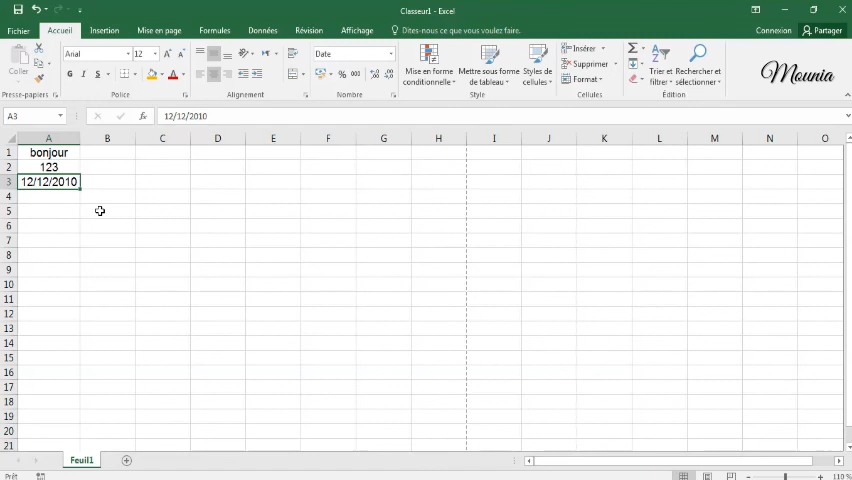 Classeur1 - Excel
Fichier Accueil Insertion Mise en page Formules Données Révision Affichage Dites-nous ce que vous voulez faire. Connexion Partager
Coller
Arial 12
G I S
Date
% 000
Mise en forme conditionnelle
Mettre sous forme de tableau
Styles de cellules
Insérer
Supprimer
Format
Trier et filtrer
Rechercher et sélectionner
Mounia
Presse-papiers Police Alignement Nombre Style Cellules Édition
A3 fx 12/12/2010
A B C D E F G H I J K L M N O
1 bonjour
2 123
3 12/12/2010
4
5
6
7
8
9
10
11
12
13
14
15
16
17
18
19
20
21
Feuil1
Prêt 110 %